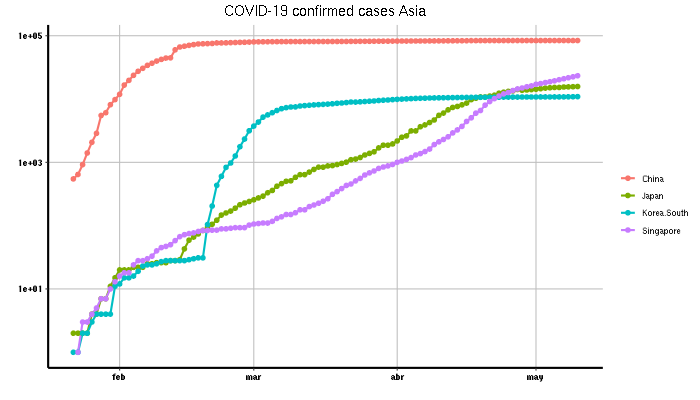 COVID-19 confirmed cases Asia
1e+05
1e+03
1e+01
feb mar abr may
China
Japan
Korea.South
Singapore